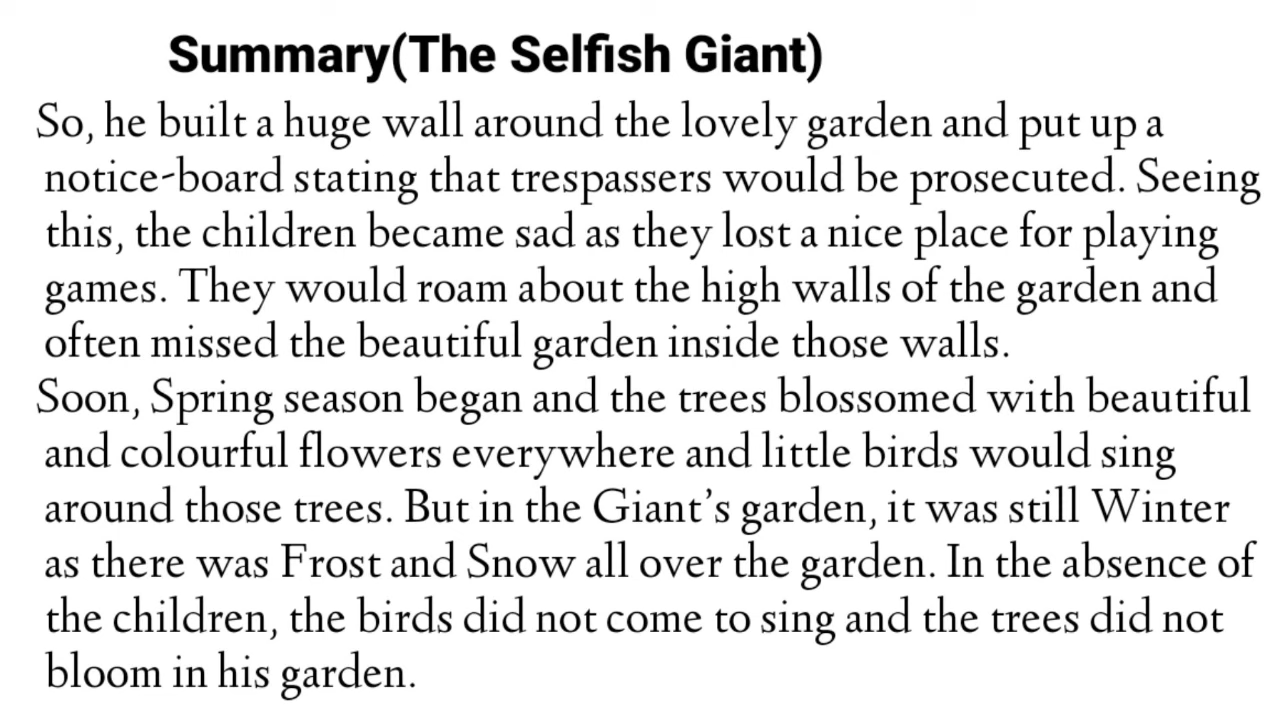 Summary(The Selfish Giant)
So, he built a huge wall around the lovely garden and put up a
notice-board stating that trespassers would be prosecuted. Seeing
this, the children became sad as they lost a nice place for playing
games. They would roam about the high walls of the garden and
often missed the beautiful garden inside those walls.
Soon, Spring season began and the trees blossomed with beautiful
and colourful flowers everywhere and little birds would sing
around those trees. But in the Giant’s garden, it was still Winter
as there was Frost and Snow all over the garden. In the absence of
the children, the birds did not come to sing and the trees did not
bloom in his garden.